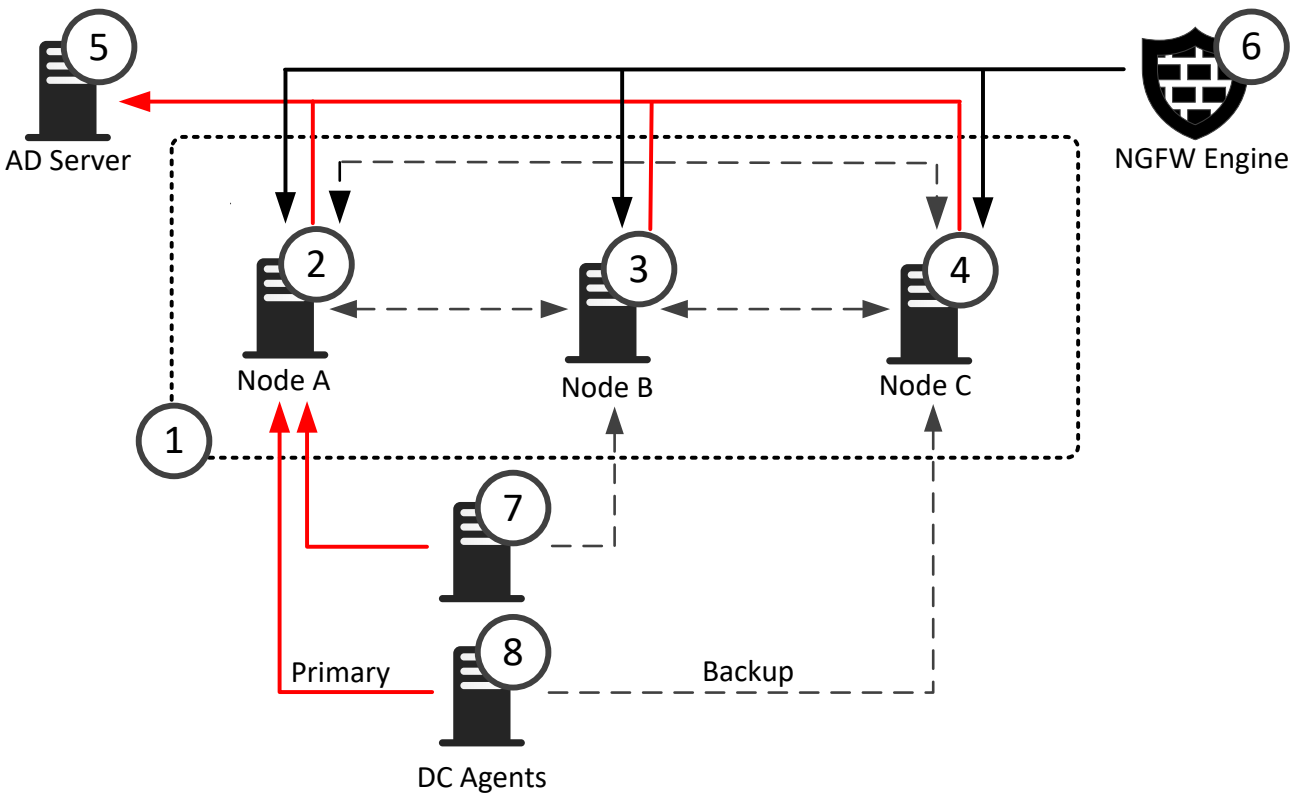 5
6
AD Server
NGFW Engine
2
3
4
Node A
Node B
Node C
1
7
8
Primary
Backup
DC Agents